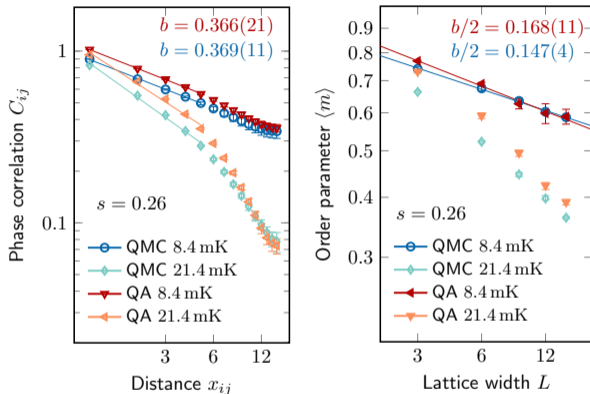 b = 0.366(21)
b = 0.369(11)
1
0.1
Phase correlation C_{ij}
s = 0.26
QMC 8.4 mK
QMC 21.4 mK
QA 8.4 mK
QA 21.4 mK
3 6 12
Distance x_{ij}
b/2 = 0.168(11)
b/2 = 0.147(4)
0.9
0.8
0.7
0.6
0.5
0.4
0.3
Order parameter ⟨m⟩
s = 0.26
QMC 8.4 mK
QMC 21.4 mK
QA 8.4 mK
QA 21.4 mK
3 6 12
Lattice width L